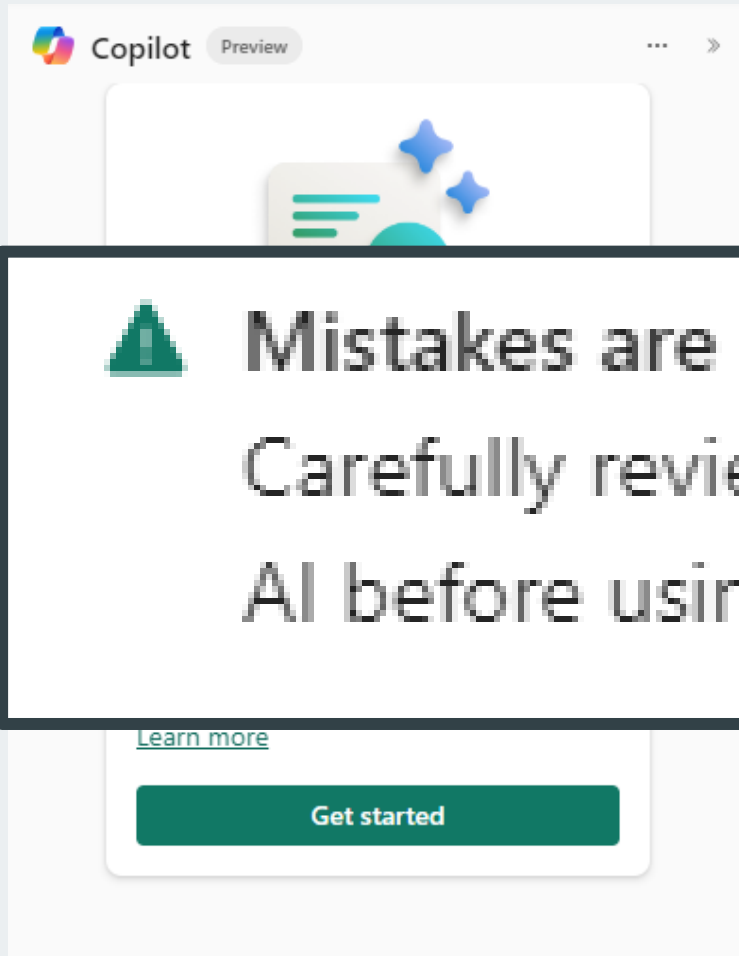 Copilot Preview
Mistakes are
Carefully revie
AI before usin
Learn more
Get started